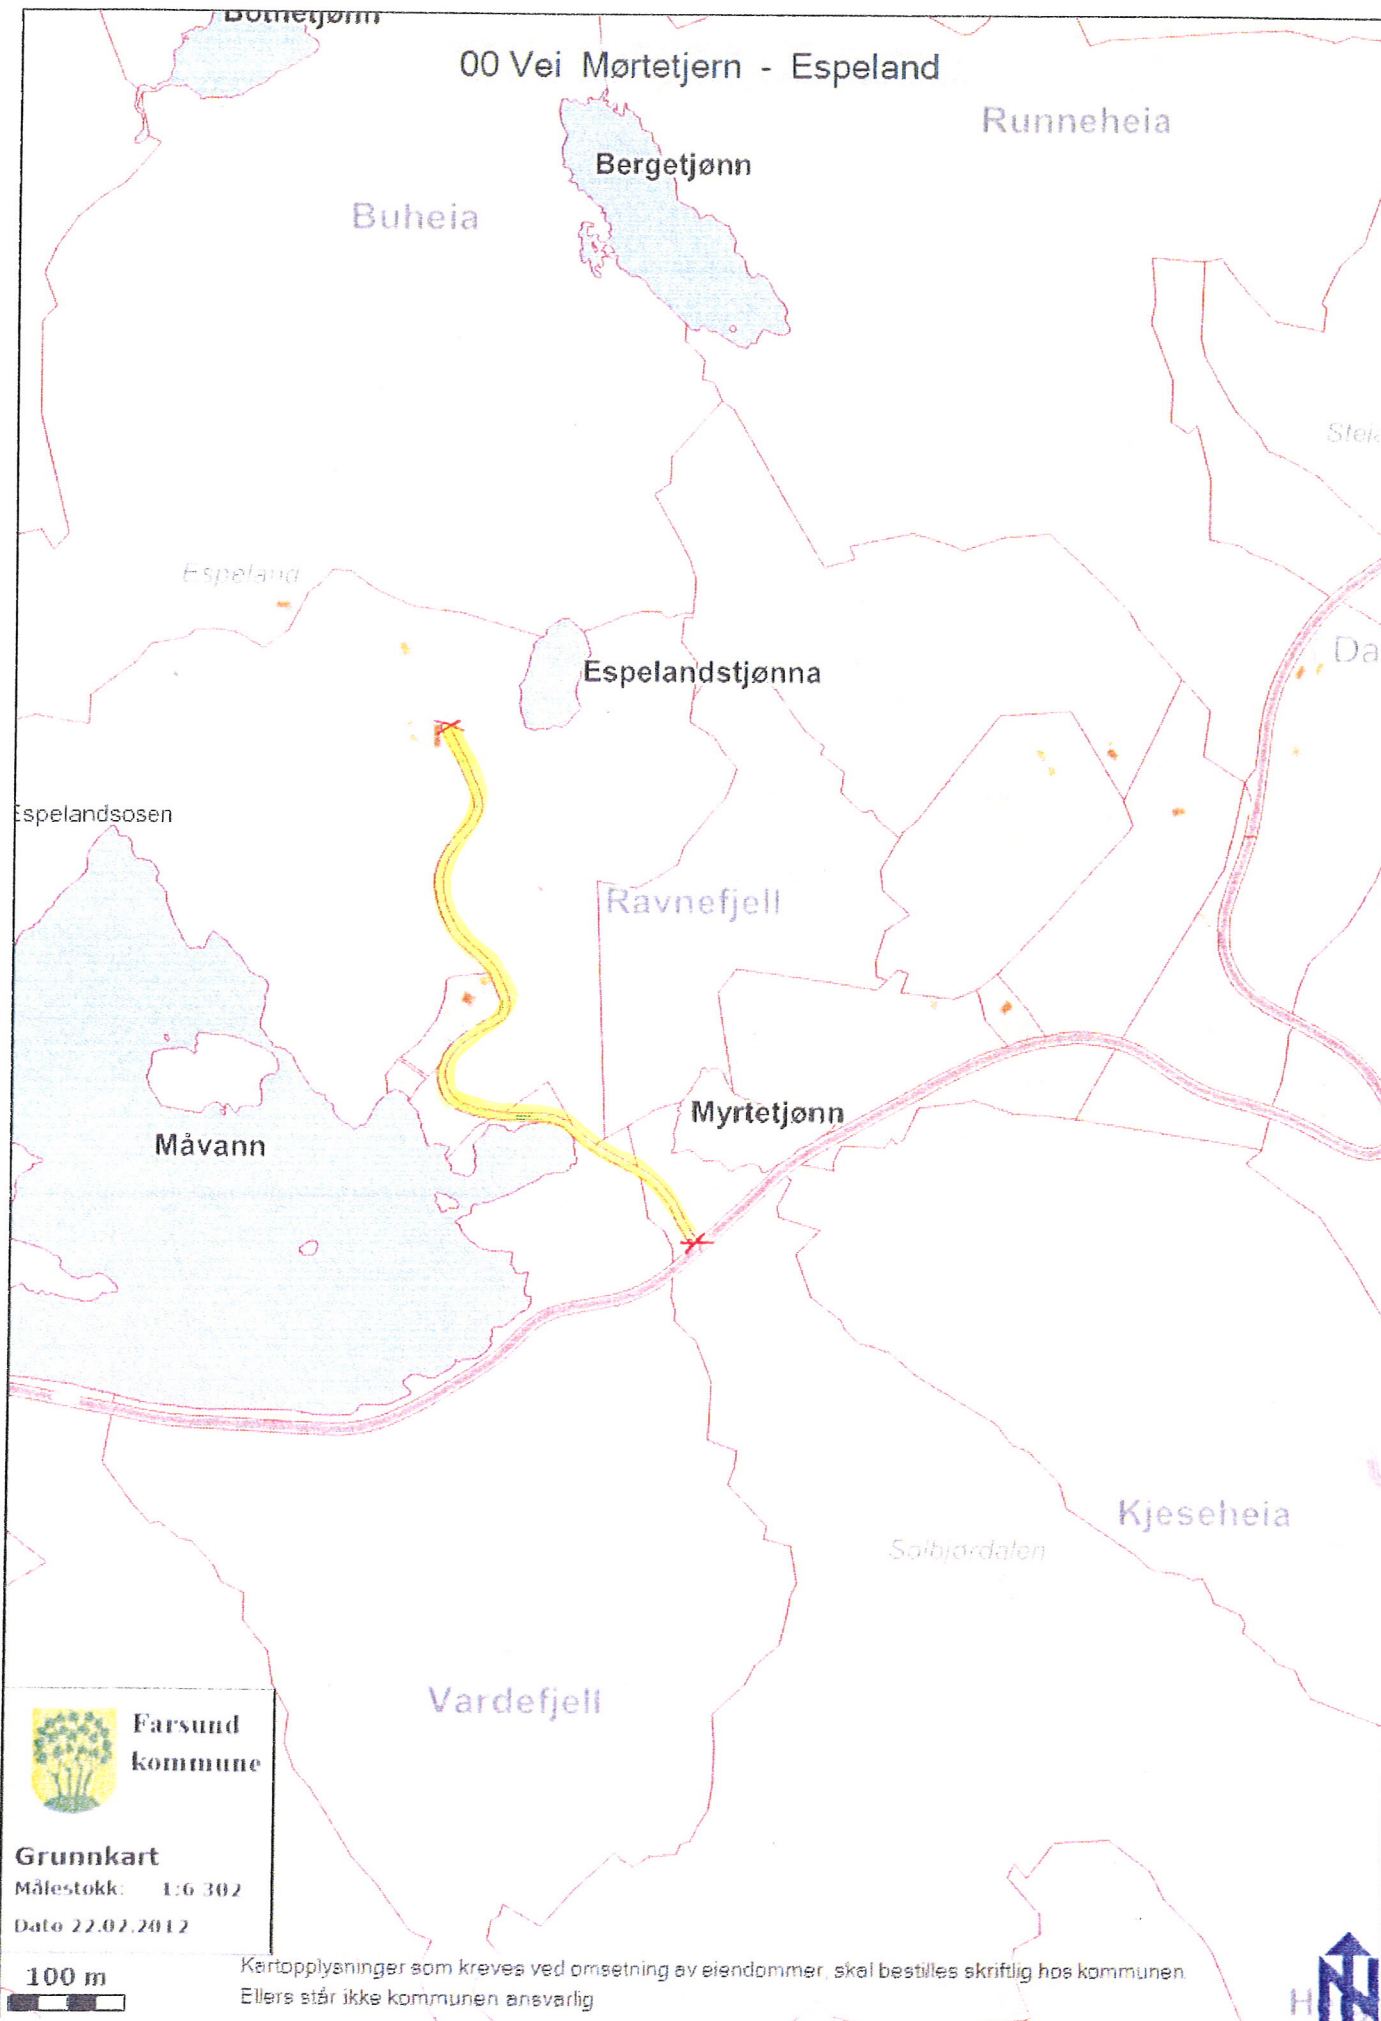 00 Vei Mørtetjern - Espeland
Runneheia
Bergetjønn
Buheia
Espeland
Espelandstjønna
Da
Espelandsosen
Ravnefjell
Myrtetjønn
Måvann
Kjeseheia
Vardefjell
Farsund
kommune
Grunnkart
Målestokk: 1:6 302
Dato 22.02.2012
100 m
Kartopplysninger som kreves ved omsetning av eiendommer, skal bestilles skriftlig hos kommunen.
Ellers står ikke kommunen ansvarlig
H